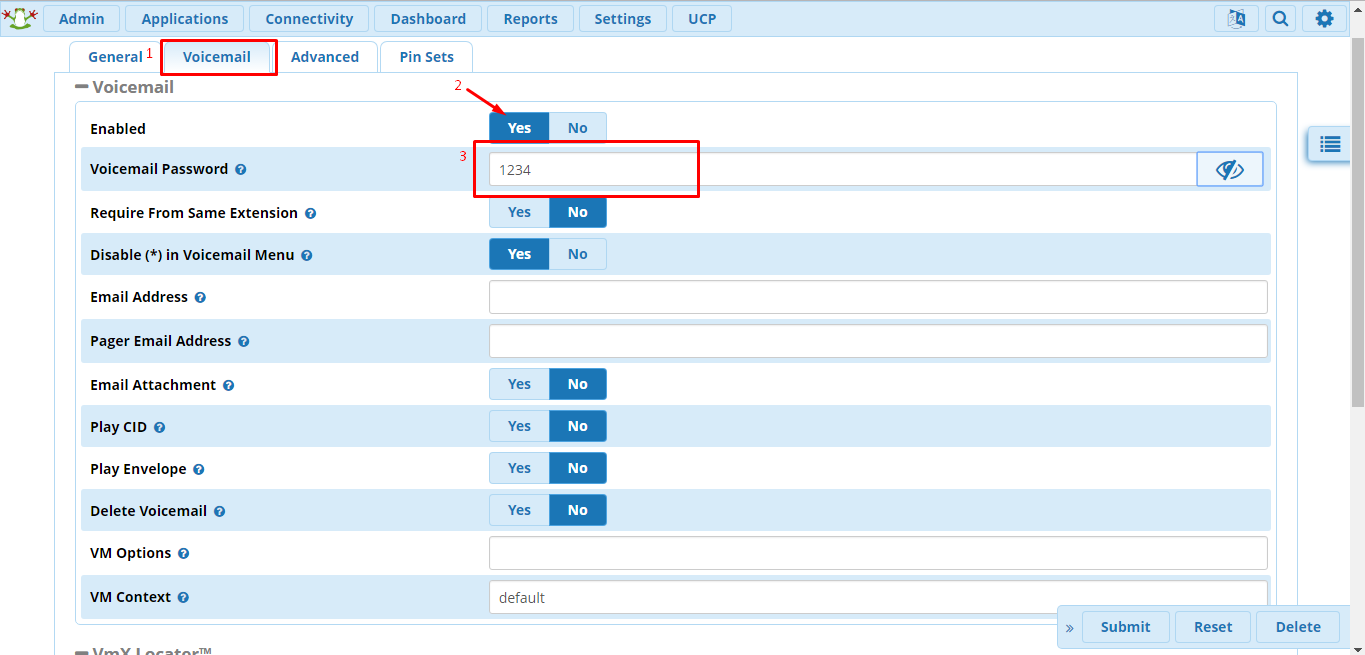 Admin Applications Connectivity Dashboard Reports Settings UCP
General 1 Voicemail Advanced Pin Sets
Voicemail
2
Enabled Yes No
3
Voicemail Password 1234
Require From Same Extension Yes No
Disable (*) in Voicemail Menu Yes No
Email Address
Pager Email Address
Email Attachment Yes No
Play CID Yes No
Play Envelope Yes No
Delete Voicemail Yes No
VM Options
VM Context default
» Submit Reset Delete
VmX Locator™